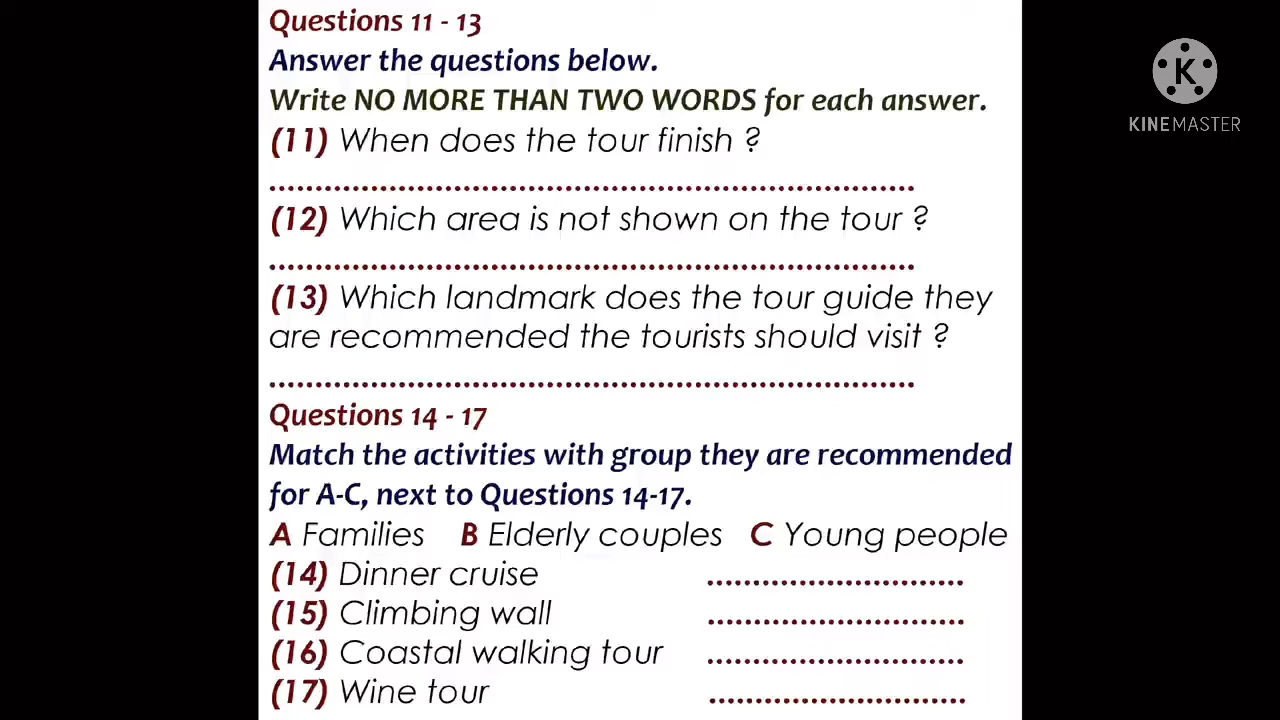 Questions 11 - 13
Answer the questions below.
Write NO MORE THAN TWO WORDS for each answer.
(11) When does the tour finish ?
......................................................................
(12) Which area is not shown on the tour ?
......................................................................
(13) Which landmark does the tour guide they
are recommended the tourists should visit ?
......................................................................
Questions 14 - 17
Match the activities with group they are recommended
for A-C, next to Questions 14-17.
A Families B Elderly couples C Young people
(14) Dinner cruise ............................
(15) Climbing wall ............................
(16) Coastal walking tour ............................
(17) Wine tour ............................
K
KINEMASTER